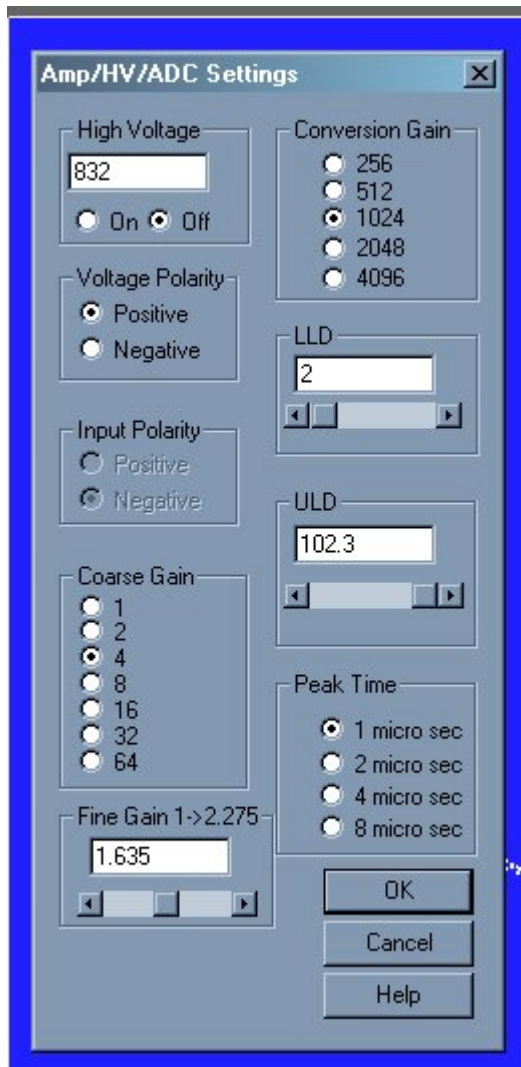 Amp/HV/ADC Settings
High Voltage
832
On Off
Voltage Polarity
Positive
Negative
Input Polarity
Positive
Negative
Coarse Gain
1
2
4
8
16
32
64
Fine Gain 1->2.275
1.635
Conversion Gain
256
512
1024
2048
4096
LLD
2
ULD
102.3
Peak Time
1 micro sec
2 micro sec
4 micro sec
8 micro sec
OK
Cancel
Help